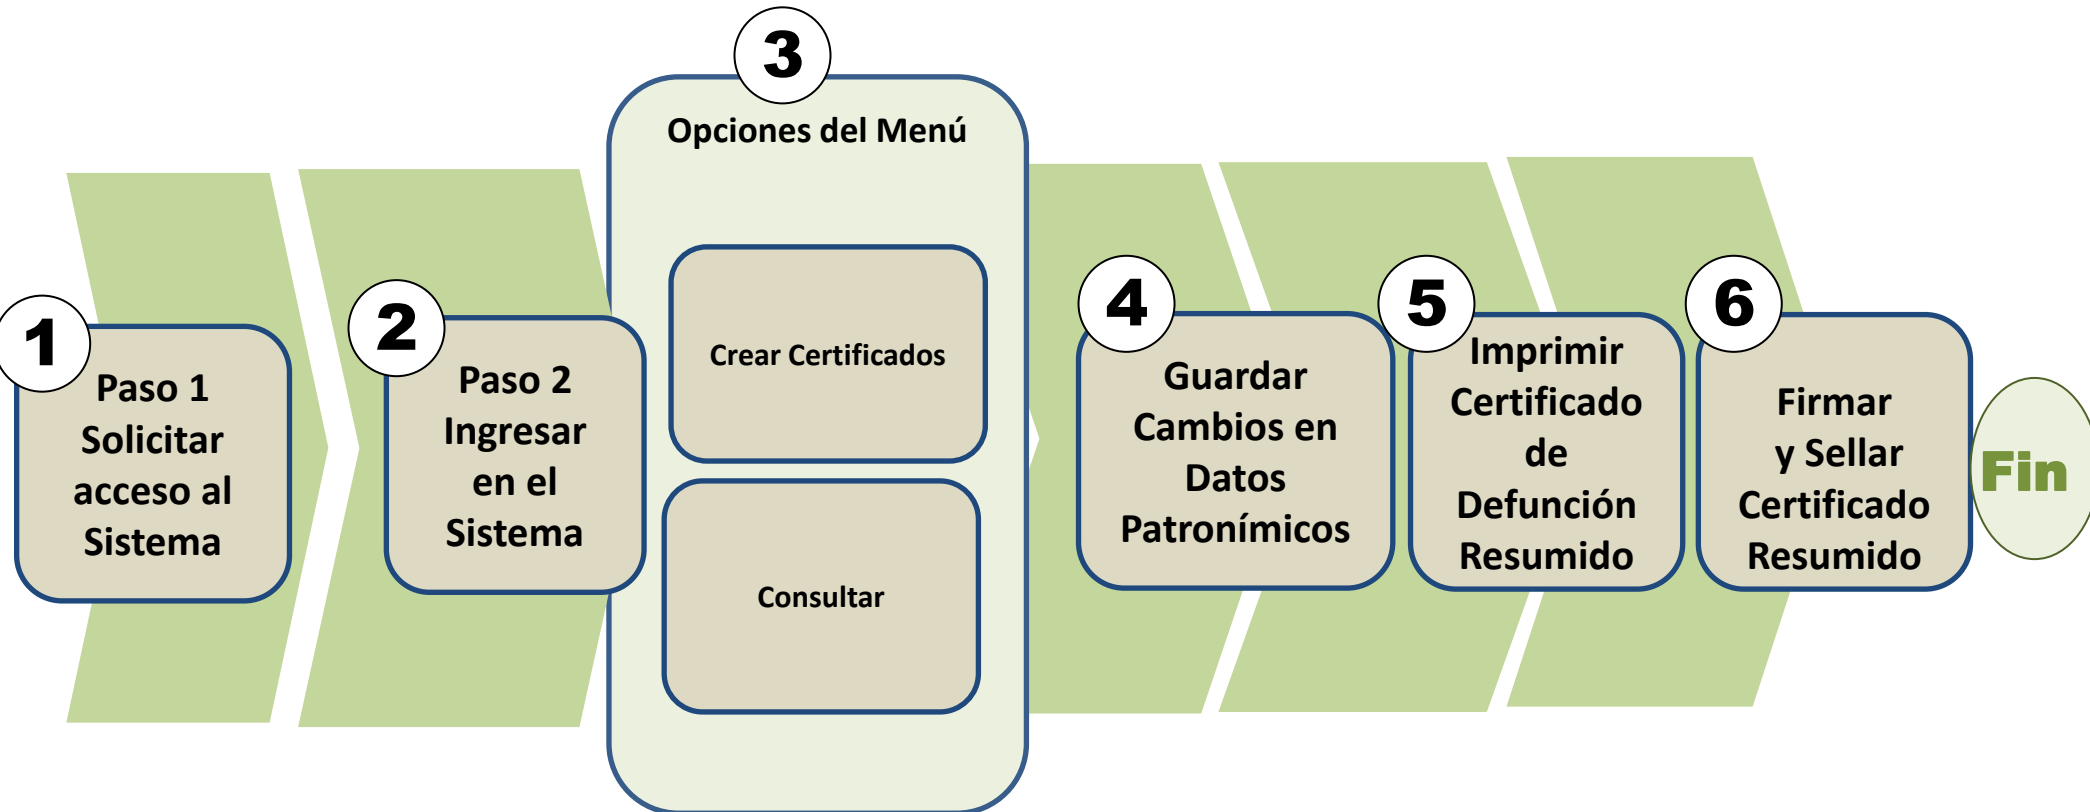 1
Paso 1
Solicitar
acceso al
Sistema
2
Paso 2
Ingresar
en el
Sistema
3
Opciones del Menú
Crear Certificados
Consultar
4
Guardar
Cambios en
Datos
Patronímicos
5
Imprimir
Certificado
de
Defunción
Resumido
6
Firmar
y Sellar
Certificado
Resumido
Fin